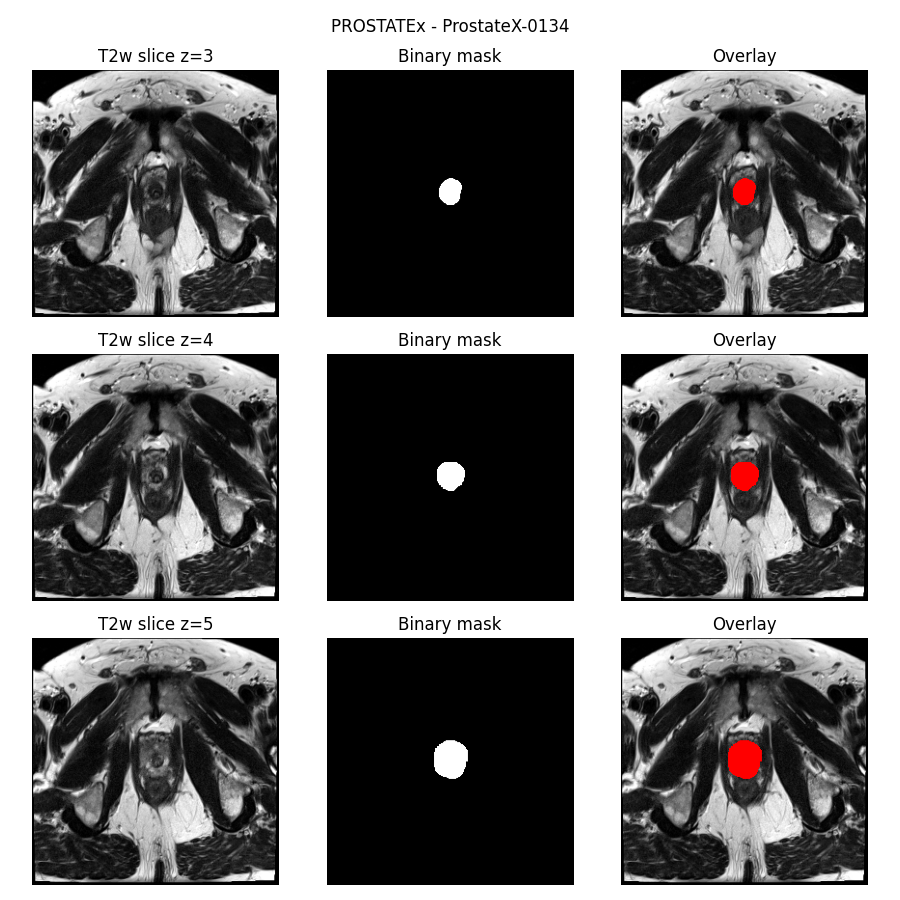 PROSTATEx - ProstateX-0134
T2w slice z=3
Binary mask
Overlay
T2w slice z=4
Binary mask
Overlay
T2w slice z=5
Binary mask
Overlay